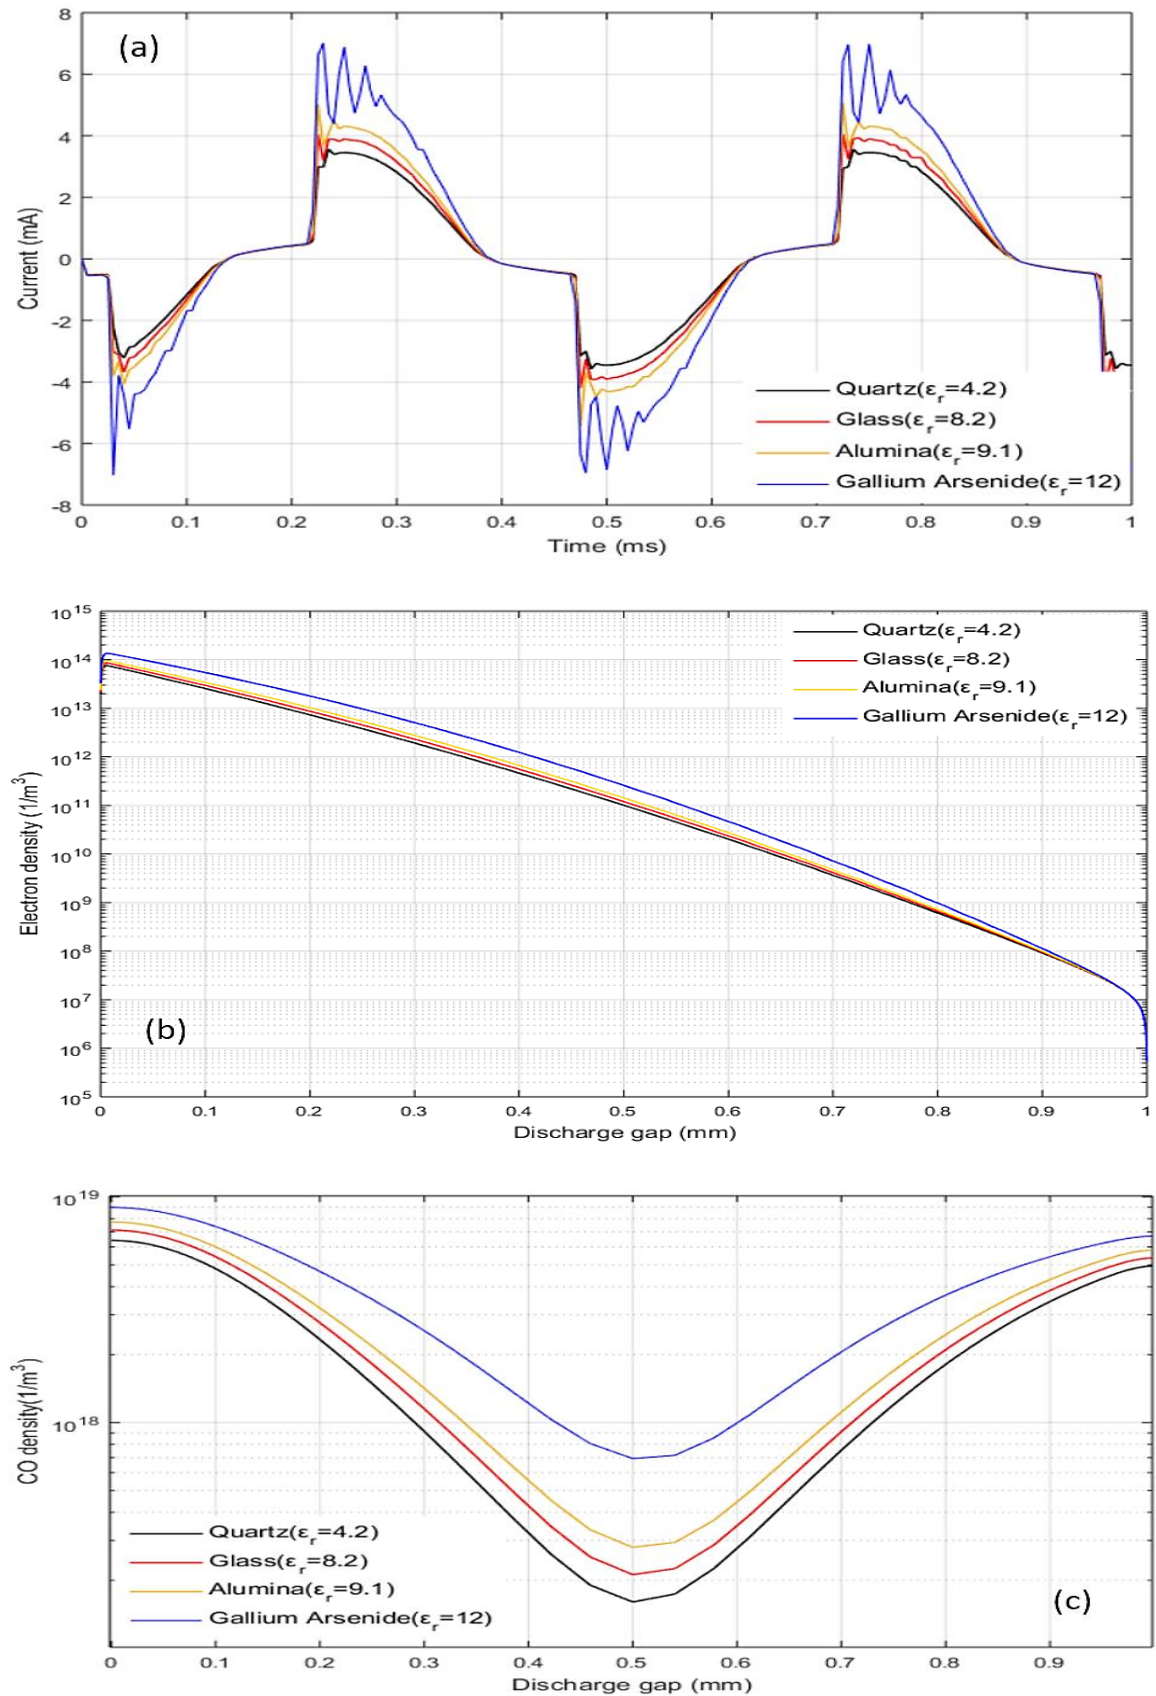 (a)
8
6
4
2
0
-2
-4
-6
-8
Current (mA)
Quartz(εr=4.2)
Glass(εr=8.2)
Alumina(εr=9.1)
Gallium Arsenide(εr=12)
0 0.1 0.2 0.3 0.4 0.5 0.6 0.7 0.8 0.9 1
Time (ms)
10^15
10^14
10^13
10^12
10^11
10^10
10^9
10^8
10^7
10^6
10^5
Electron density (1/m^3)
Quartz(εr=4.2)
Glass(εr=8.2)
Alumina(εr=9.1)
Gallium Arsenide(εr=12)
(b)
0 0.1 0.2 0.3 0.4 0.5 0.6 0.7 0.8 0.9 1
Discharge gap (mm)
10^19
10^18
CO density(1/m^3)
Quartz(εr=4.2)
Glass(εr=8.2)
Alumina(εr=9.1)
Gallium Arsenide(εr=12)
(c)
0 0.1 0.2 0.3 0.4 0.5 0.6 0.7 0.8 0.9
Discharge gap (mm)